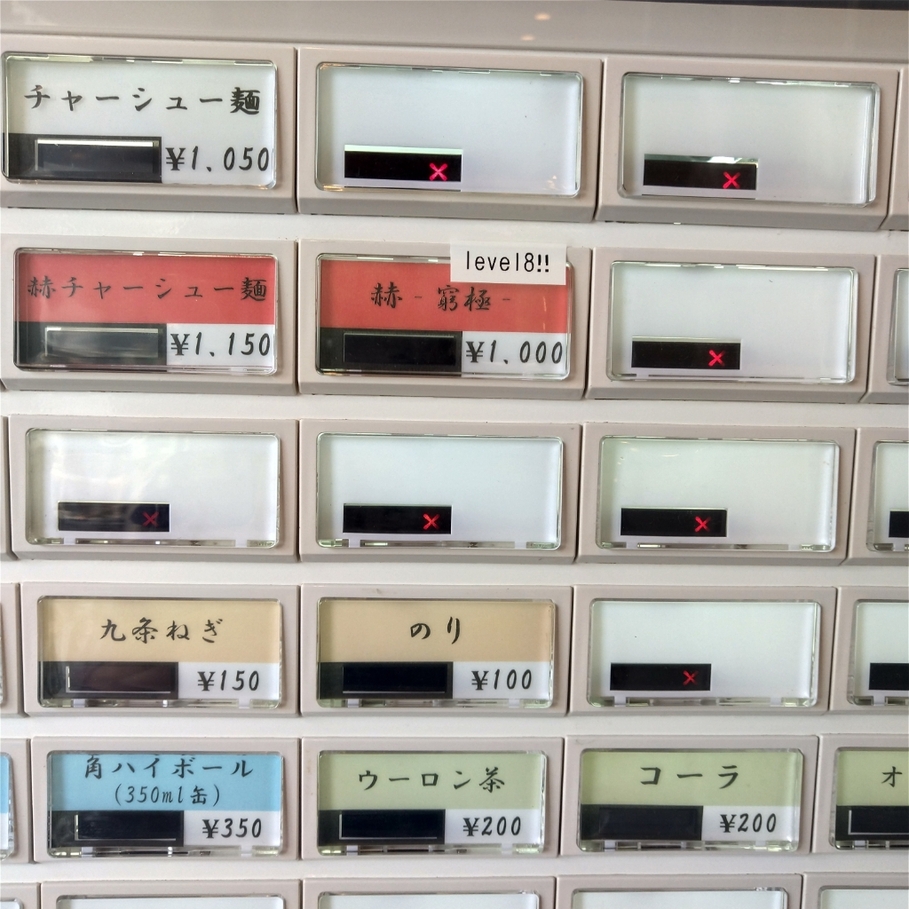 チャーシュー麺
¥1,050
×
×
level8!!
赫チャーシュー麺
¥1,150
赫 - 窮極 -
¥1,000
×
×
×
×
九条ねぎ
¥150
のり
¥100
×
角ハイボール
(350ml缶)
¥350
ウーロン茶
¥200
コーラ
¥200
オ